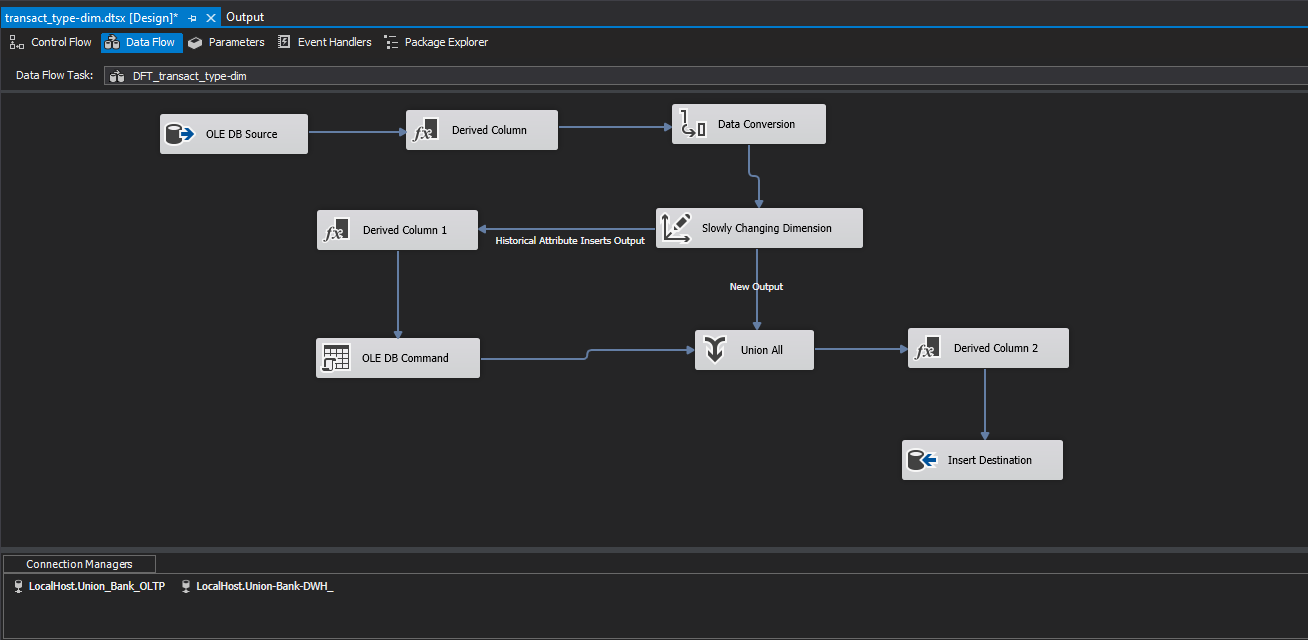 transact_type-dim.dtsx [Design]* Output
Control Flow Data Flow Parameters Event Handlers Package Explorer
Data Flow Task: DFT_transact_type-dim
OLE DB Source
Derived Column
Data Conversion
Derived Column 1
Historical Attribute Inserts Output
Slowly Changing Dimension
New Output
OLE DB Command
Union All
Derived Column 2
Insert Destination
Connection Managers
LocalHost.Union_Bank_OLTP LocalHost.Union-Bank-DWH_